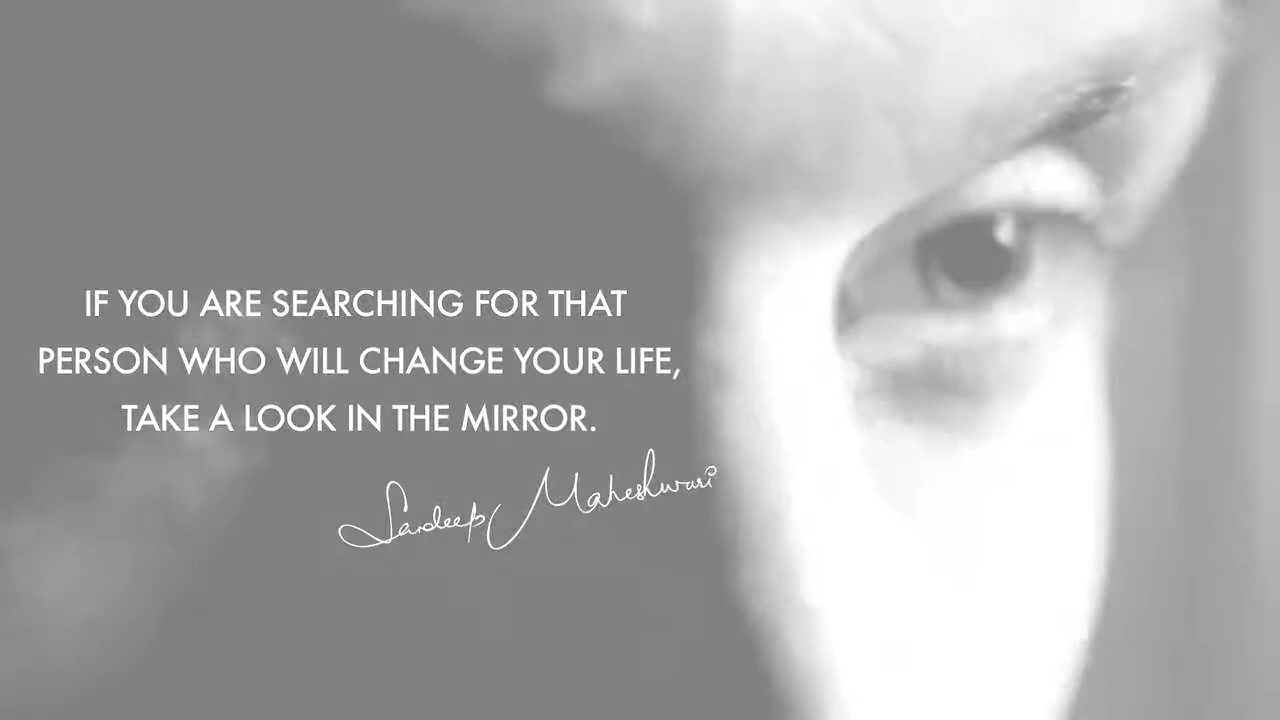 IF YOU ARE SEARCHING FOR THAT
PERSON WHO WILL CHANGE YOUR LIFE,
TAKE A LOOK IN THE MIRROR.
Sandeep Maheshwari